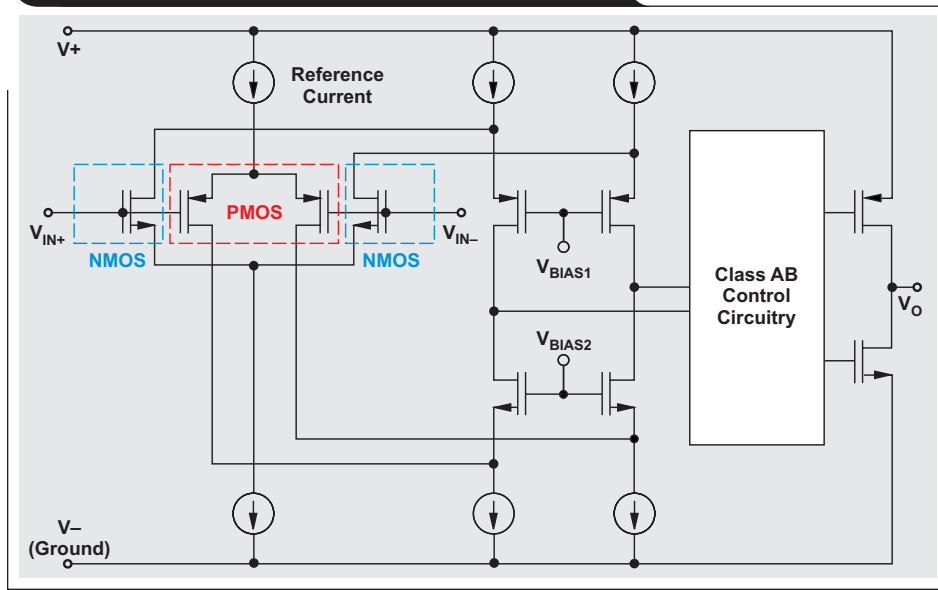 V+
Reference
Current
PMOS
V_IN+
V_IN–
NMOS
NMOS
V_BIAS1
Class AB
Control
Circuitry
V_O
V_BIAS2
V–
(Ground)